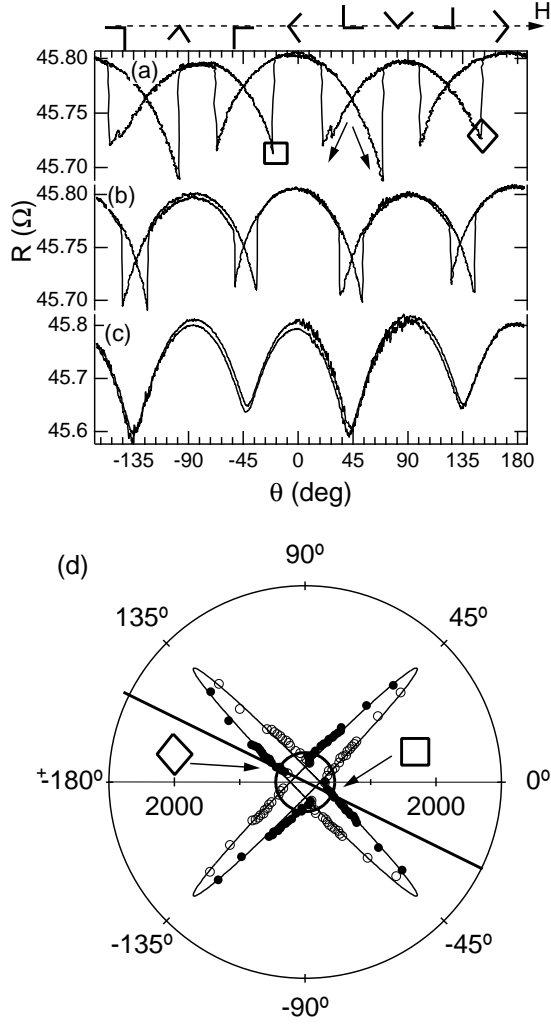 H
(a)
45.80
45.75
45.70
(b)
45.80
45.75
45.70
R (Ω)
(c)
45.8
45.7
45.6
-135 -90 -45 0 45 90 135 180
θ (deg)
(d)
90º
135º 45º
+-180º 0º
2000 2000
-135º -45º
-90º